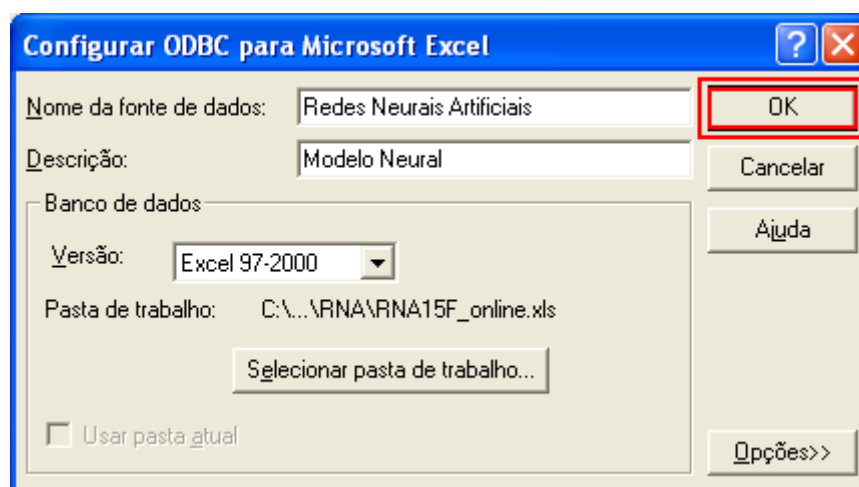 Configurar ODBC para Microsoft Excel
Nome da fonte de dados: Redes Neurais Artificiais OK
Descrição: Modelo Neural Cancelar
Banco de dados Ajuda
Versão: Excel 97-2000
Pasta de trabalho: C:\...\RNA\RNA15F_online.xls
Selecionar pasta de trabalho...
Usar pasta atual
Opções>>